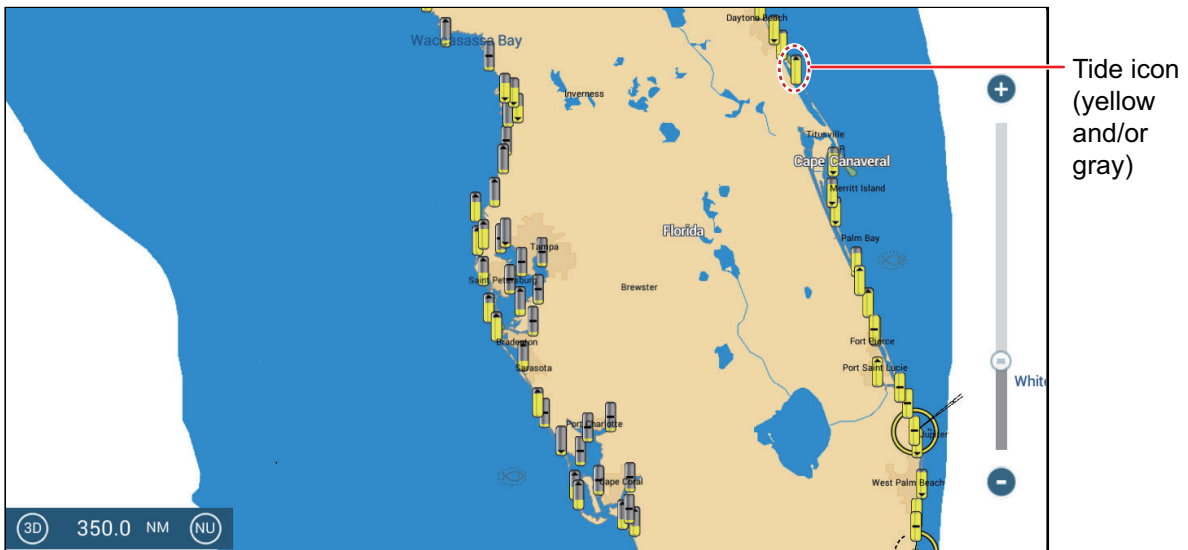 Daytona Beach
Waccasassa Bay
Tide icon
(yellow
and/or
gray)
Inverness
Titusville
Cape Canaveral
Merritt Island
Florida
Palm Bay
Tampa
Saint Petersburg
Brewster
Bradenton
Fort Pierce
Sarasota
Port Saint Lucie
White
Port Charlotte
Jupiter
Cape Coral
West Palm Beach
3D 350.0 NM NU